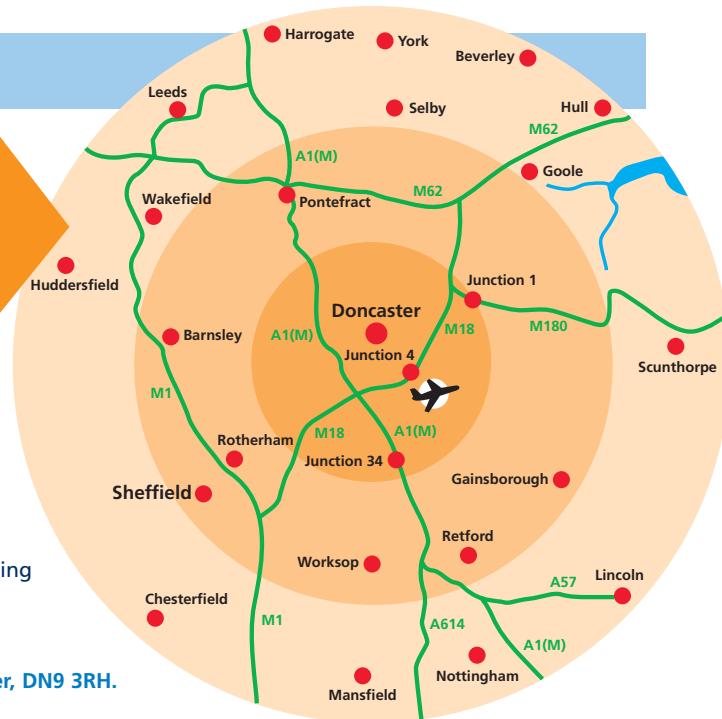 Harrogate
York
Beverley
Leeds
Selby
Hull
M62
A1(M)
Goole
Wakefield
Pontefract
M62
Huddersfield
Junction 1
Doncaster
A1(M)
M18
M180
Barnsley
Junction 4
Scunthorpe
M1
M18
A1(M)
Rotherham
Junction 34
Gainsborough
Sheffield
Retford
Worksop
ing
A57
Lincoln
Chesterfield
M1
A614
A1(M)
Nottingham
er, DN9 3RH.
Mansfield